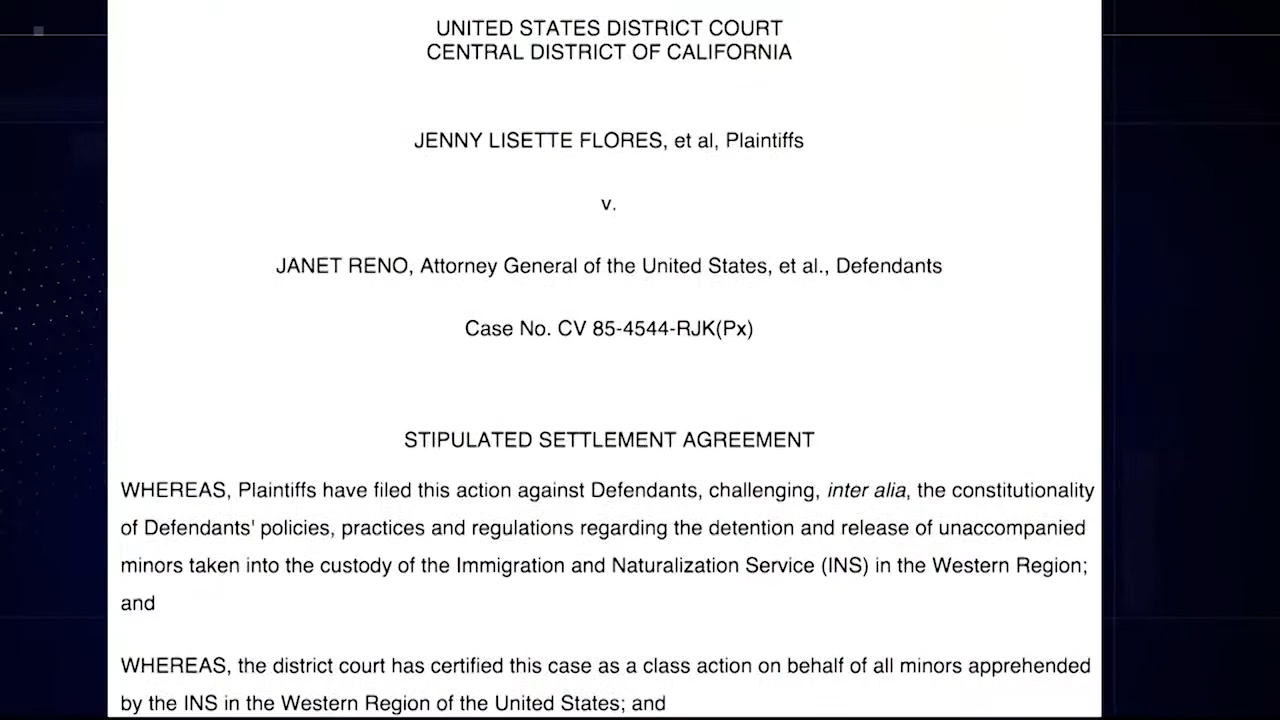 UNITED STATES DISTRICT COURT
CENTRAL DISTRICT OF CALIFORNIA
JENNY LISETTE FLORES, et al, Plaintiffs
v.
JANET RENO, Attorney General of the United States, et al., Defendants
Case No. CV 85-4544-RJK(Px)
STIPULATED SETTLEMENT AGREEMENT
WHEREAS, Plaintiffs have filed this action against Defendants, challenging, inter alia, the constitutionality
of Defendants' policies, practices and regulations regarding the detention and release of unaccompanied
minors taken into the custody of the Immigration and Naturalization Service (INS) in the Western Region;
and
WHEREAS, the district court has certified this case as a class action on behalf of all minors apprehended
by the INS in the Western Region of the United States; and